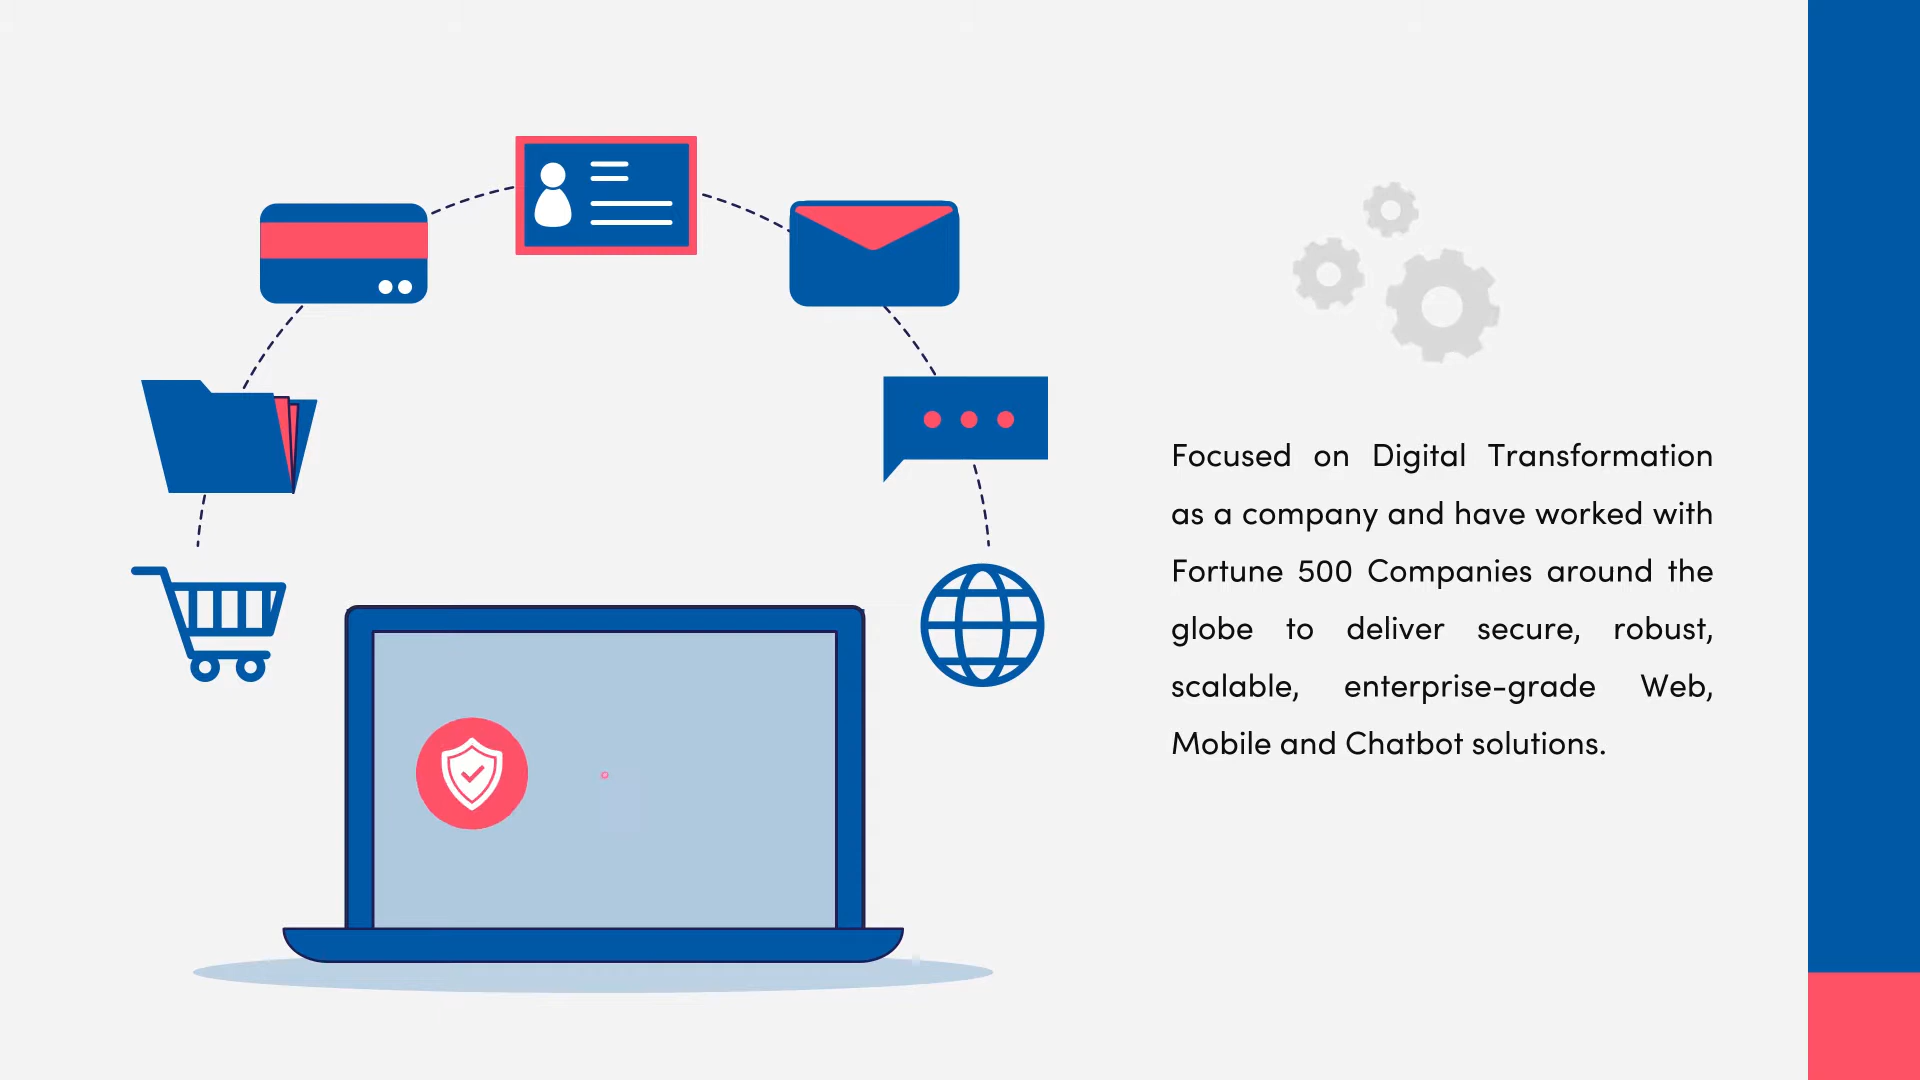 Focused on Digital Transformation
as a company and have worked with
Fortune 500 Companies around the
globe to deliver secure, robust,
scalable, enterprise-grade Web,
Mobile and Chatbot solutions.